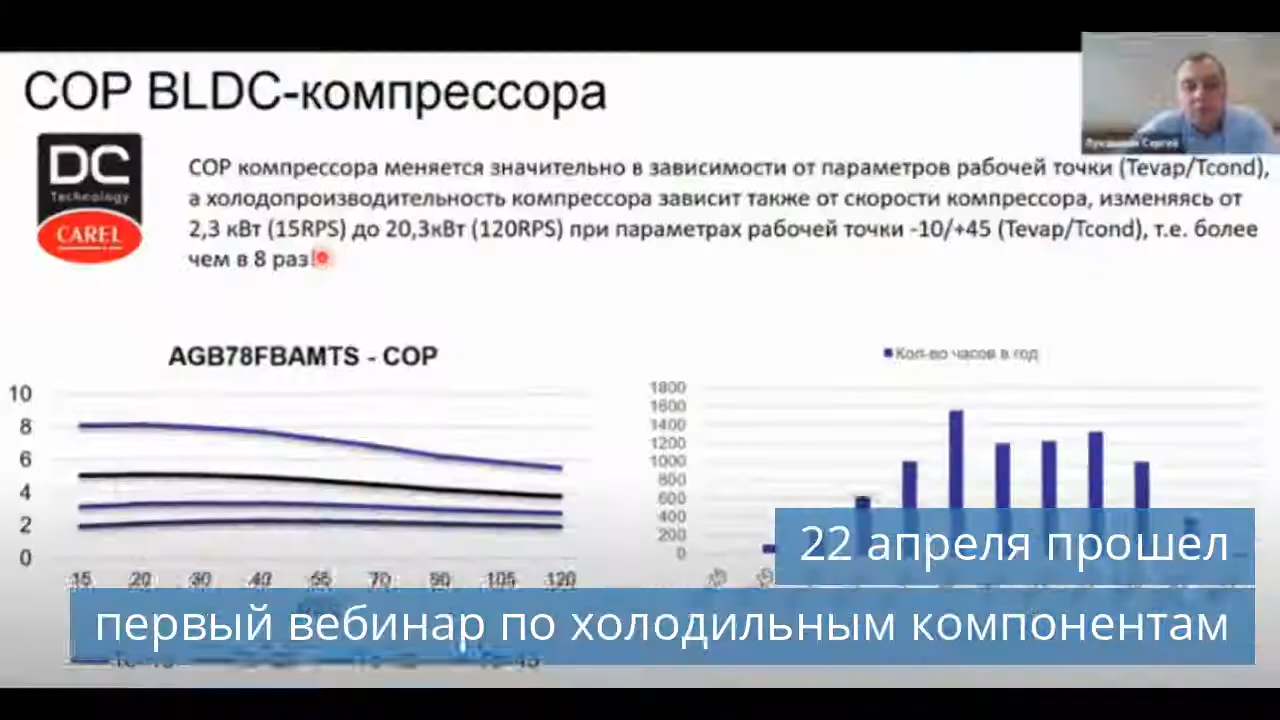 COP BLDC-компрессора
DC
Technology
CAREL
COP компрессора меняется значительно в зависимости от параметров рабочей точки (Tevap/Tcond),
а холодопроизводительность компрессора зависит также от скорости компрессора, изменяясь от
2,3 кВт (15RPS) до 20,3кВт (120RPS) при параметрах рабочей точки -10/+45 (Tevap/Tcond), т.е. более
чем в 8 раз!
Сергей
AGB78FBAMTS - COP
10
8
6
4
2
0
15 20 30 40 55 70 90 105 120
Кол-во часов в год
1800
1600
1400
1200
1000
800
600
400
200
0
22 апреля прошел
первый вебинар по холодильным компонентам